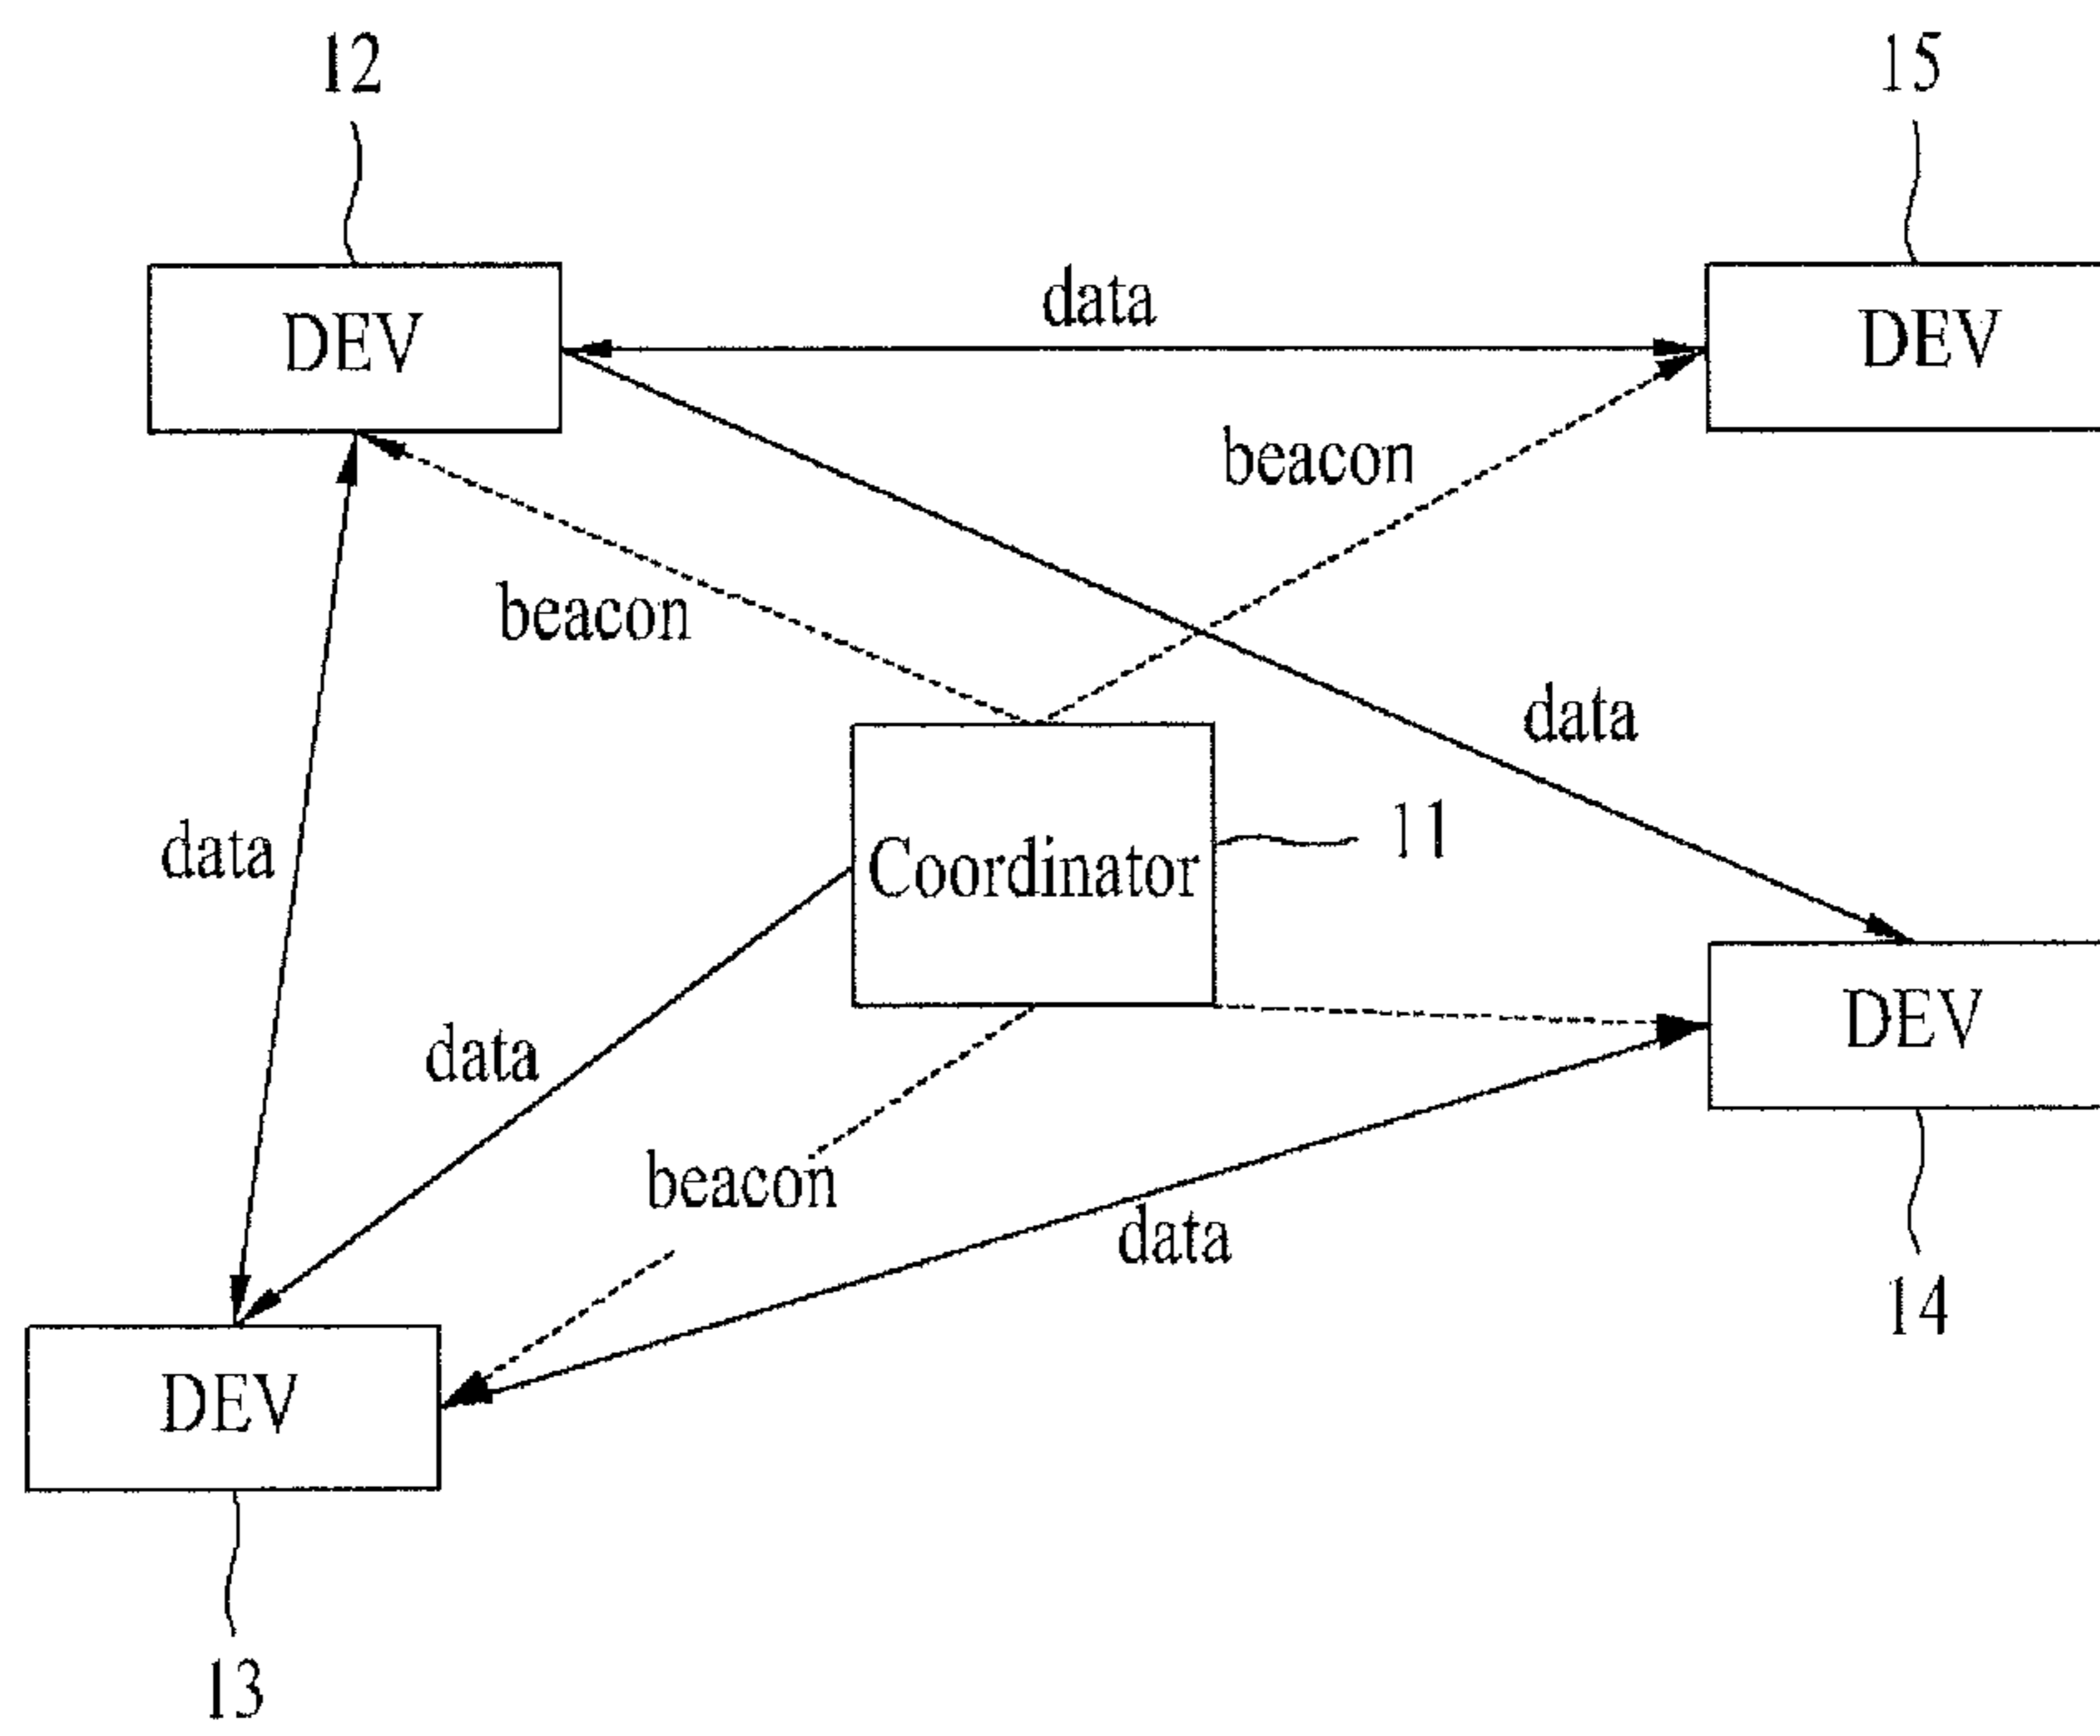 12
15
DEV
data
DEV
beacon
beacon
data
Coordinator
11
data
data
DEV
beacon
data
14
DEV
13